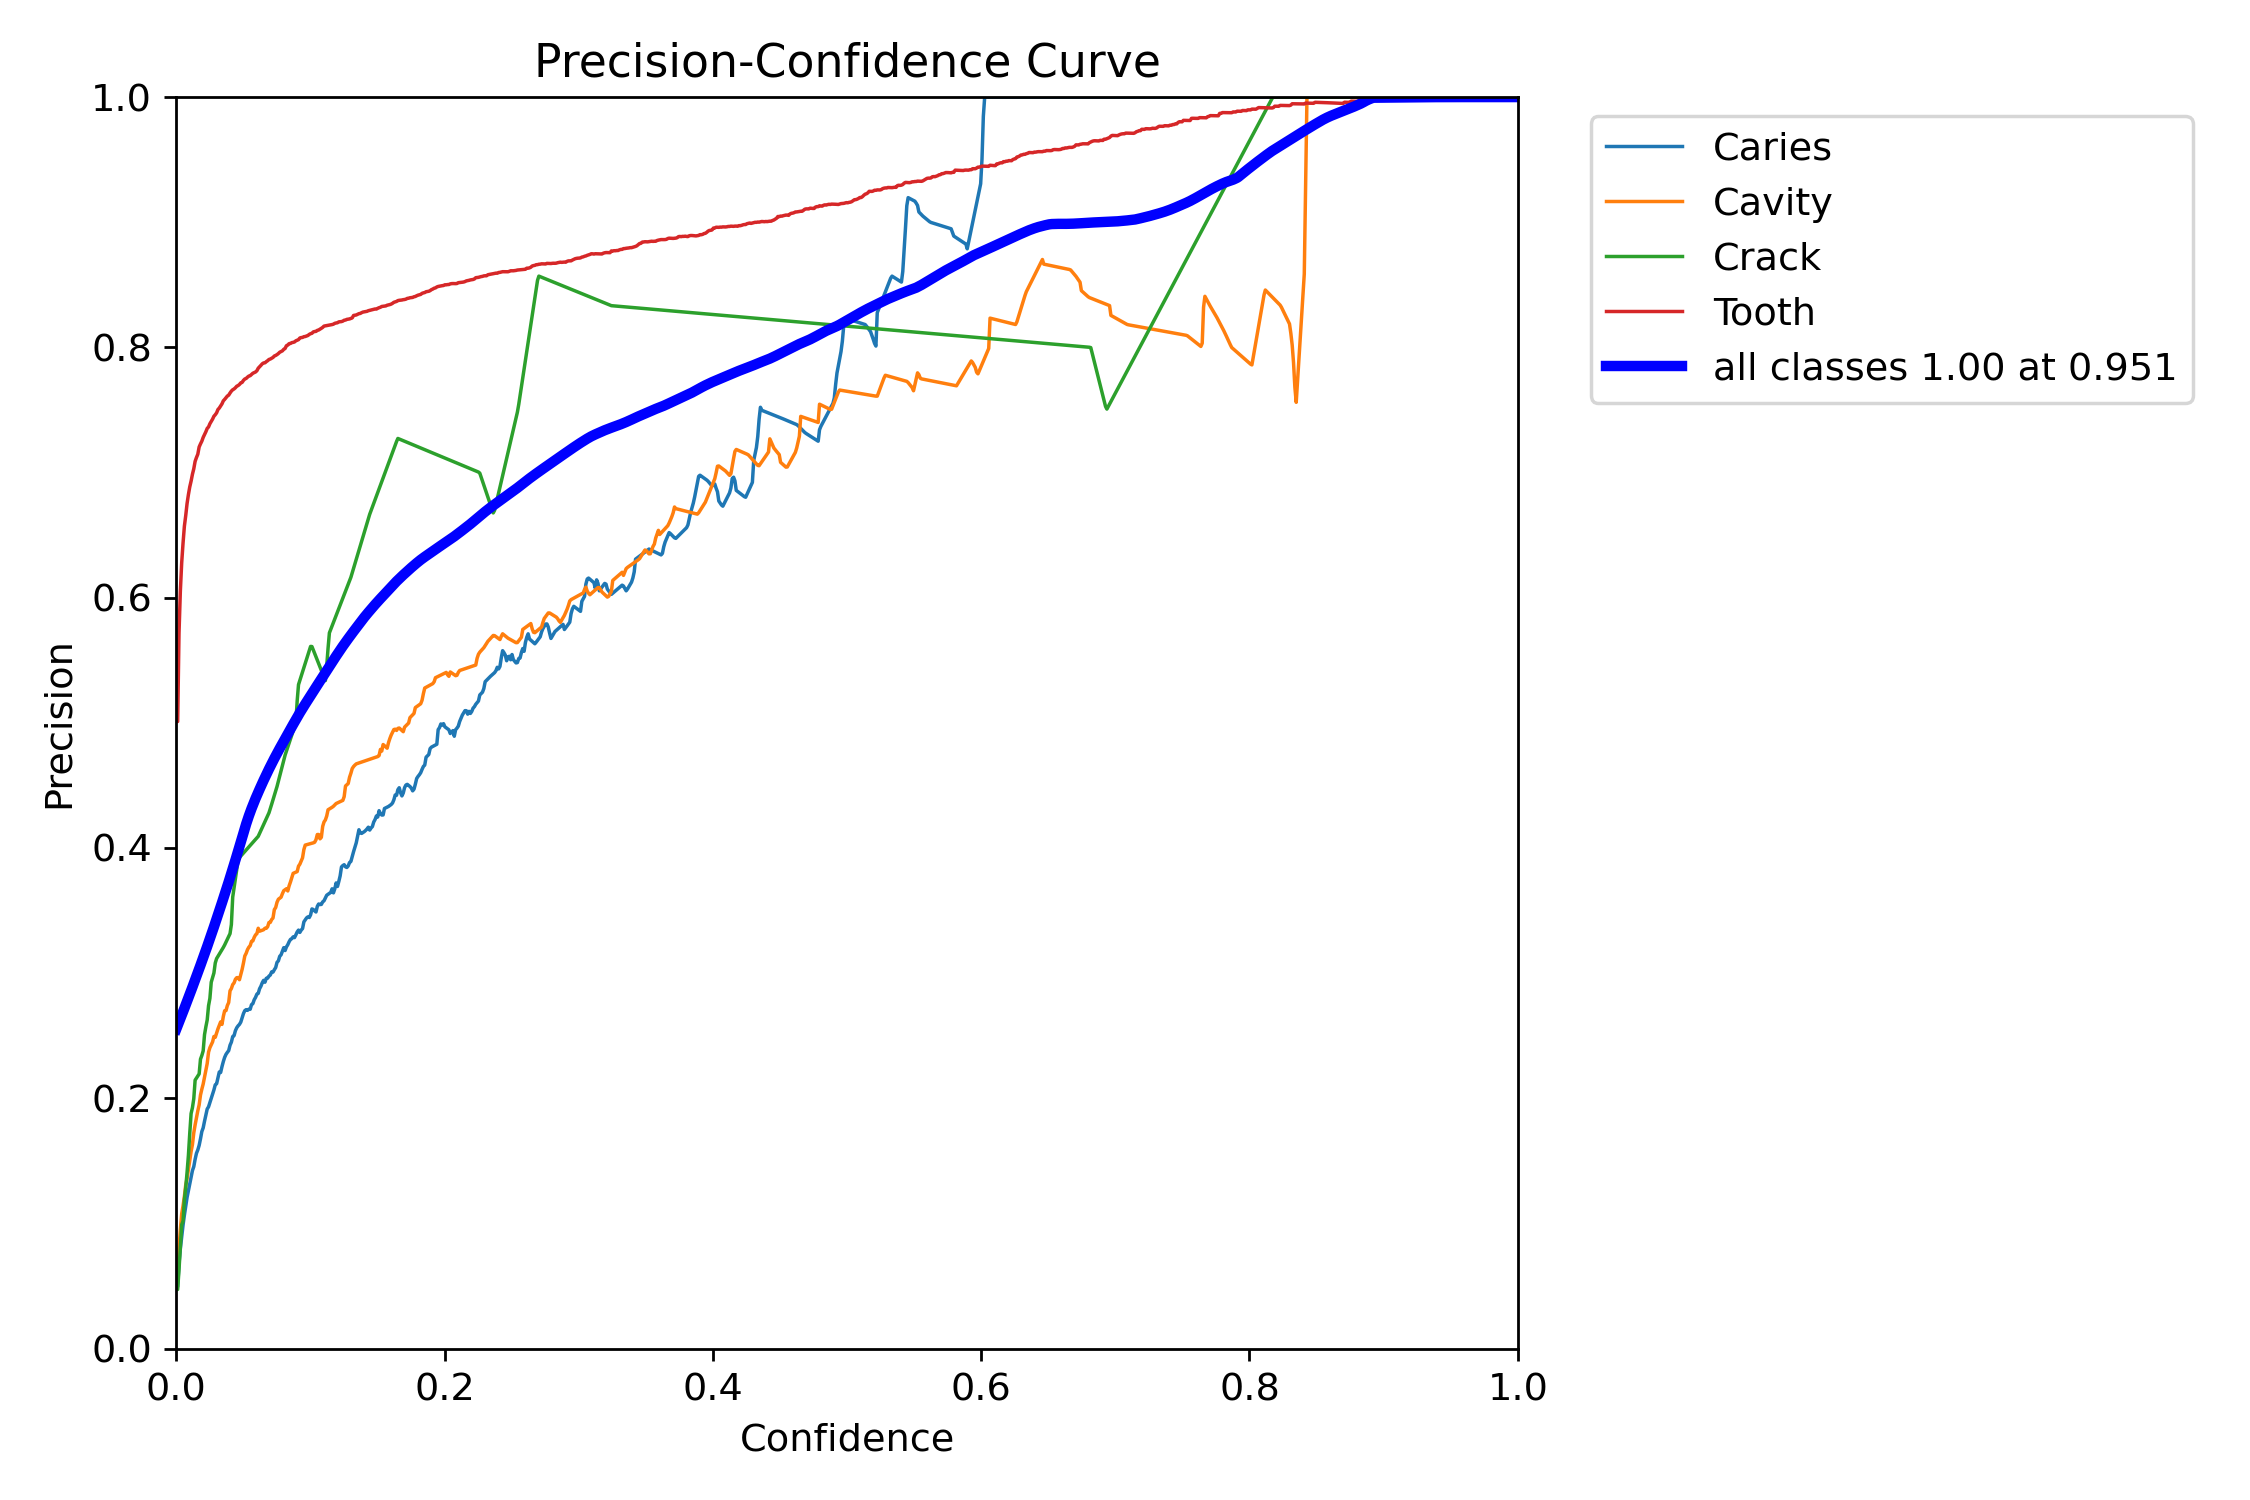 Precision-Confidence Curve
1.0
0.8
0.6
0.4
0.2
0.0
Precision
0.0 0.2 0.4 0.6 0.8 1.0
Confidence
Caries
Cavity
Crack
Tooth
all classes 1.00 at 0.951